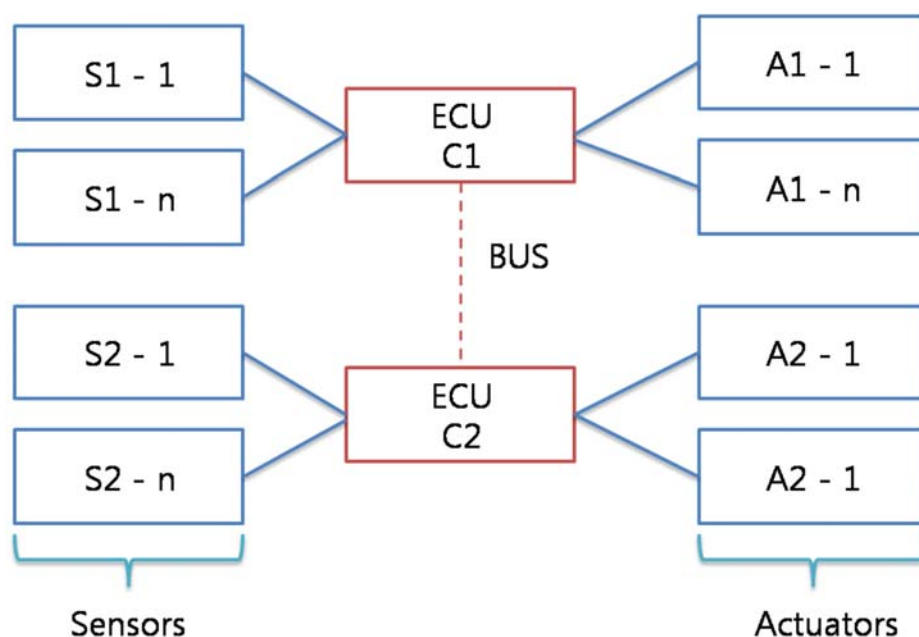 S1 - 1
A1 - 1
ECU
C1
S1 - n
A1 - n
BUS
S2 - 1
A2 - 1
ECU
C2
S2 - n
A2 - 1
Sensors
Actuators